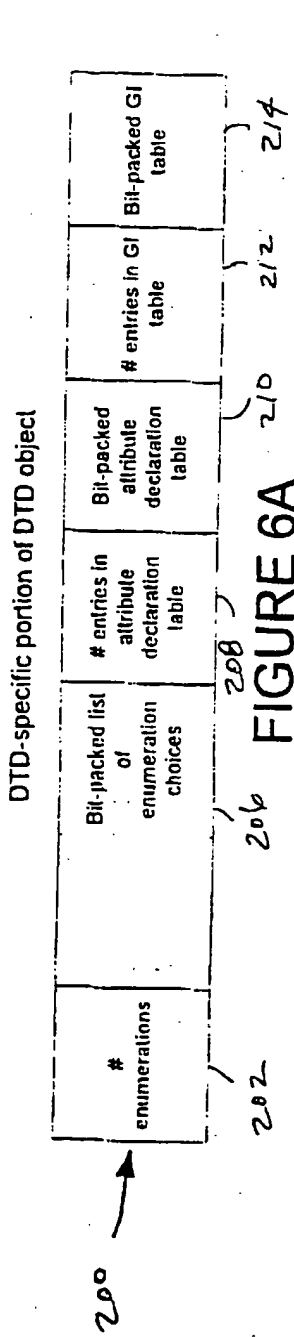 DTD-specific portion of DTD object
200
#
enumerations
Bit-packed list
of
enumeration
choices
# entries in
attribute
declaration
table
Bit-packed
attribute
declaration
table
# entries in GI
table
Bit-packed GI
table
202
206
208
210
212
214
FIGURE 6A